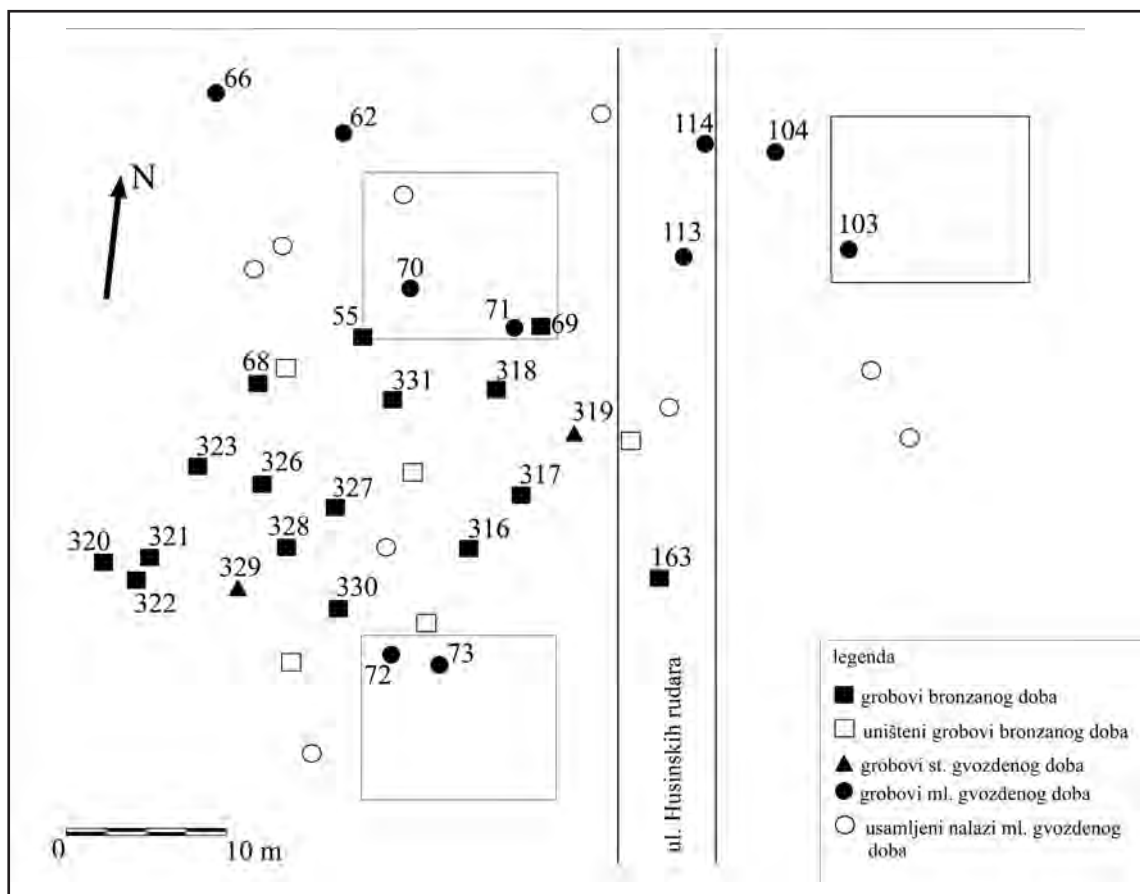 66
62
114
104
N
103
113
70
71
69
55
68
331
318
319
323
326
317
327
320
321
328
316
329
163
322
330
72
73
ul. Husinskih rudara
legenda
grobovi bronzanog doba
uništeni grobovi bronzanog doba
grobovi st. gvozdenog doba
grobovi ml. gvozdenog doba
usamljeni nalazi ml. gvozdenog
doba
0 10 m